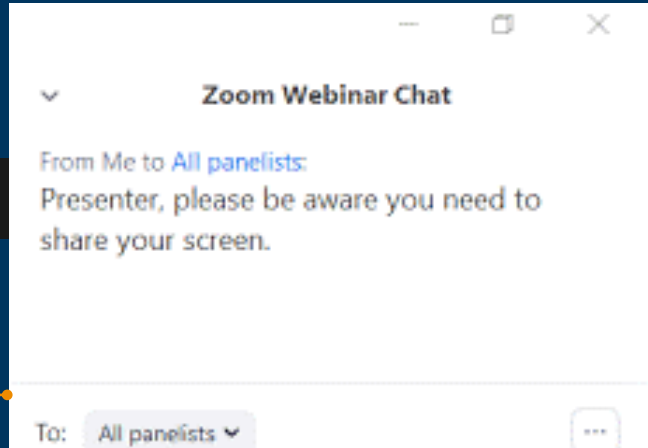 Zoom Webinar Chat
From Me to All panelists:
Presenter, please be aware you need to
share your screen.
To: All panelists